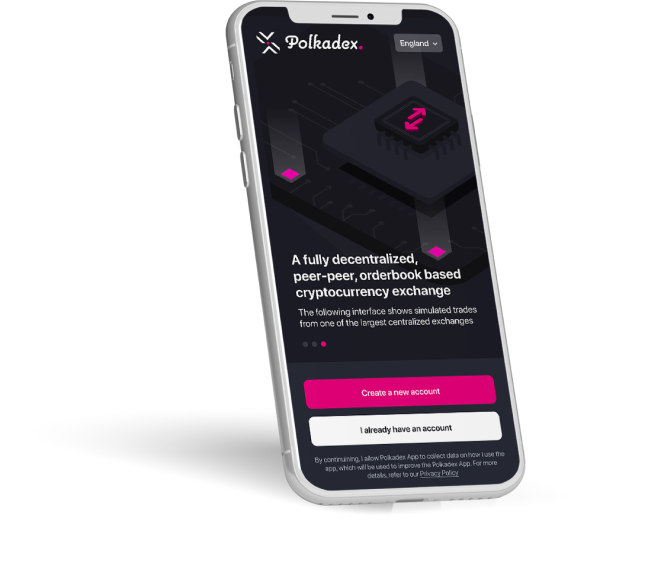 Polkadex.
England
A fully decentralized,
peer-peer, orderbook based
cryptocurrency exchange
The following interface shows simulated trades
from one of the largest centralized exchanges
Create a new account
I already have an account
By continuining, I allow Polkadex App to collect data on how I use the
app, which will be used to improve the Polkadex App. For more
details, refer to our Privacy Policy